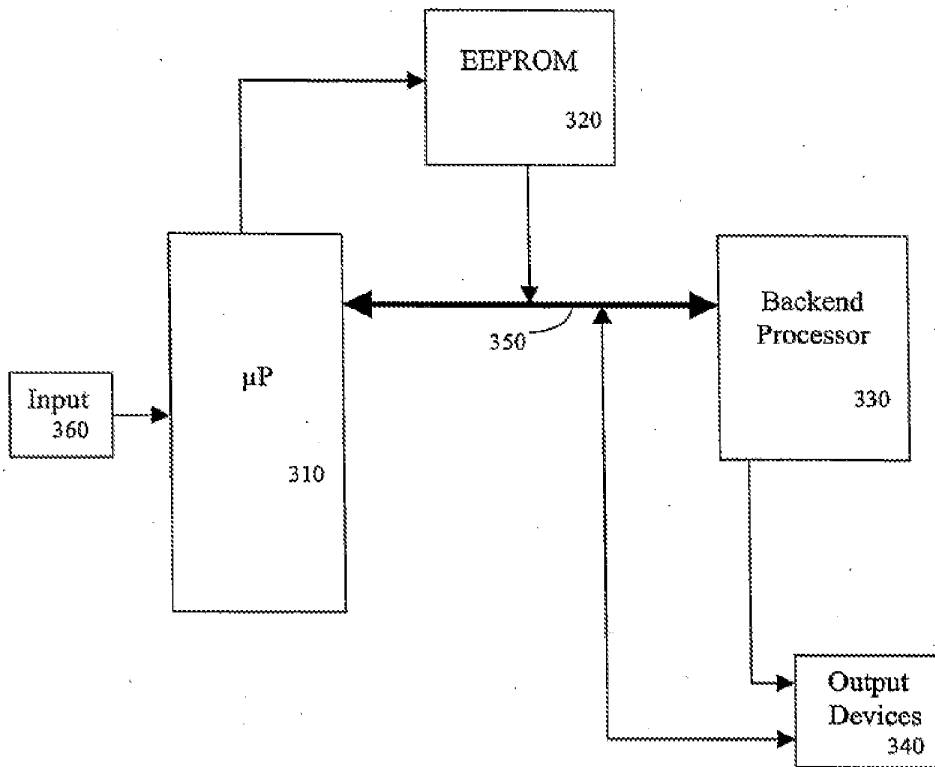 EEPROM
320
Backend
Processor
330
350
µP
310
Input
360
Output
Devices
340